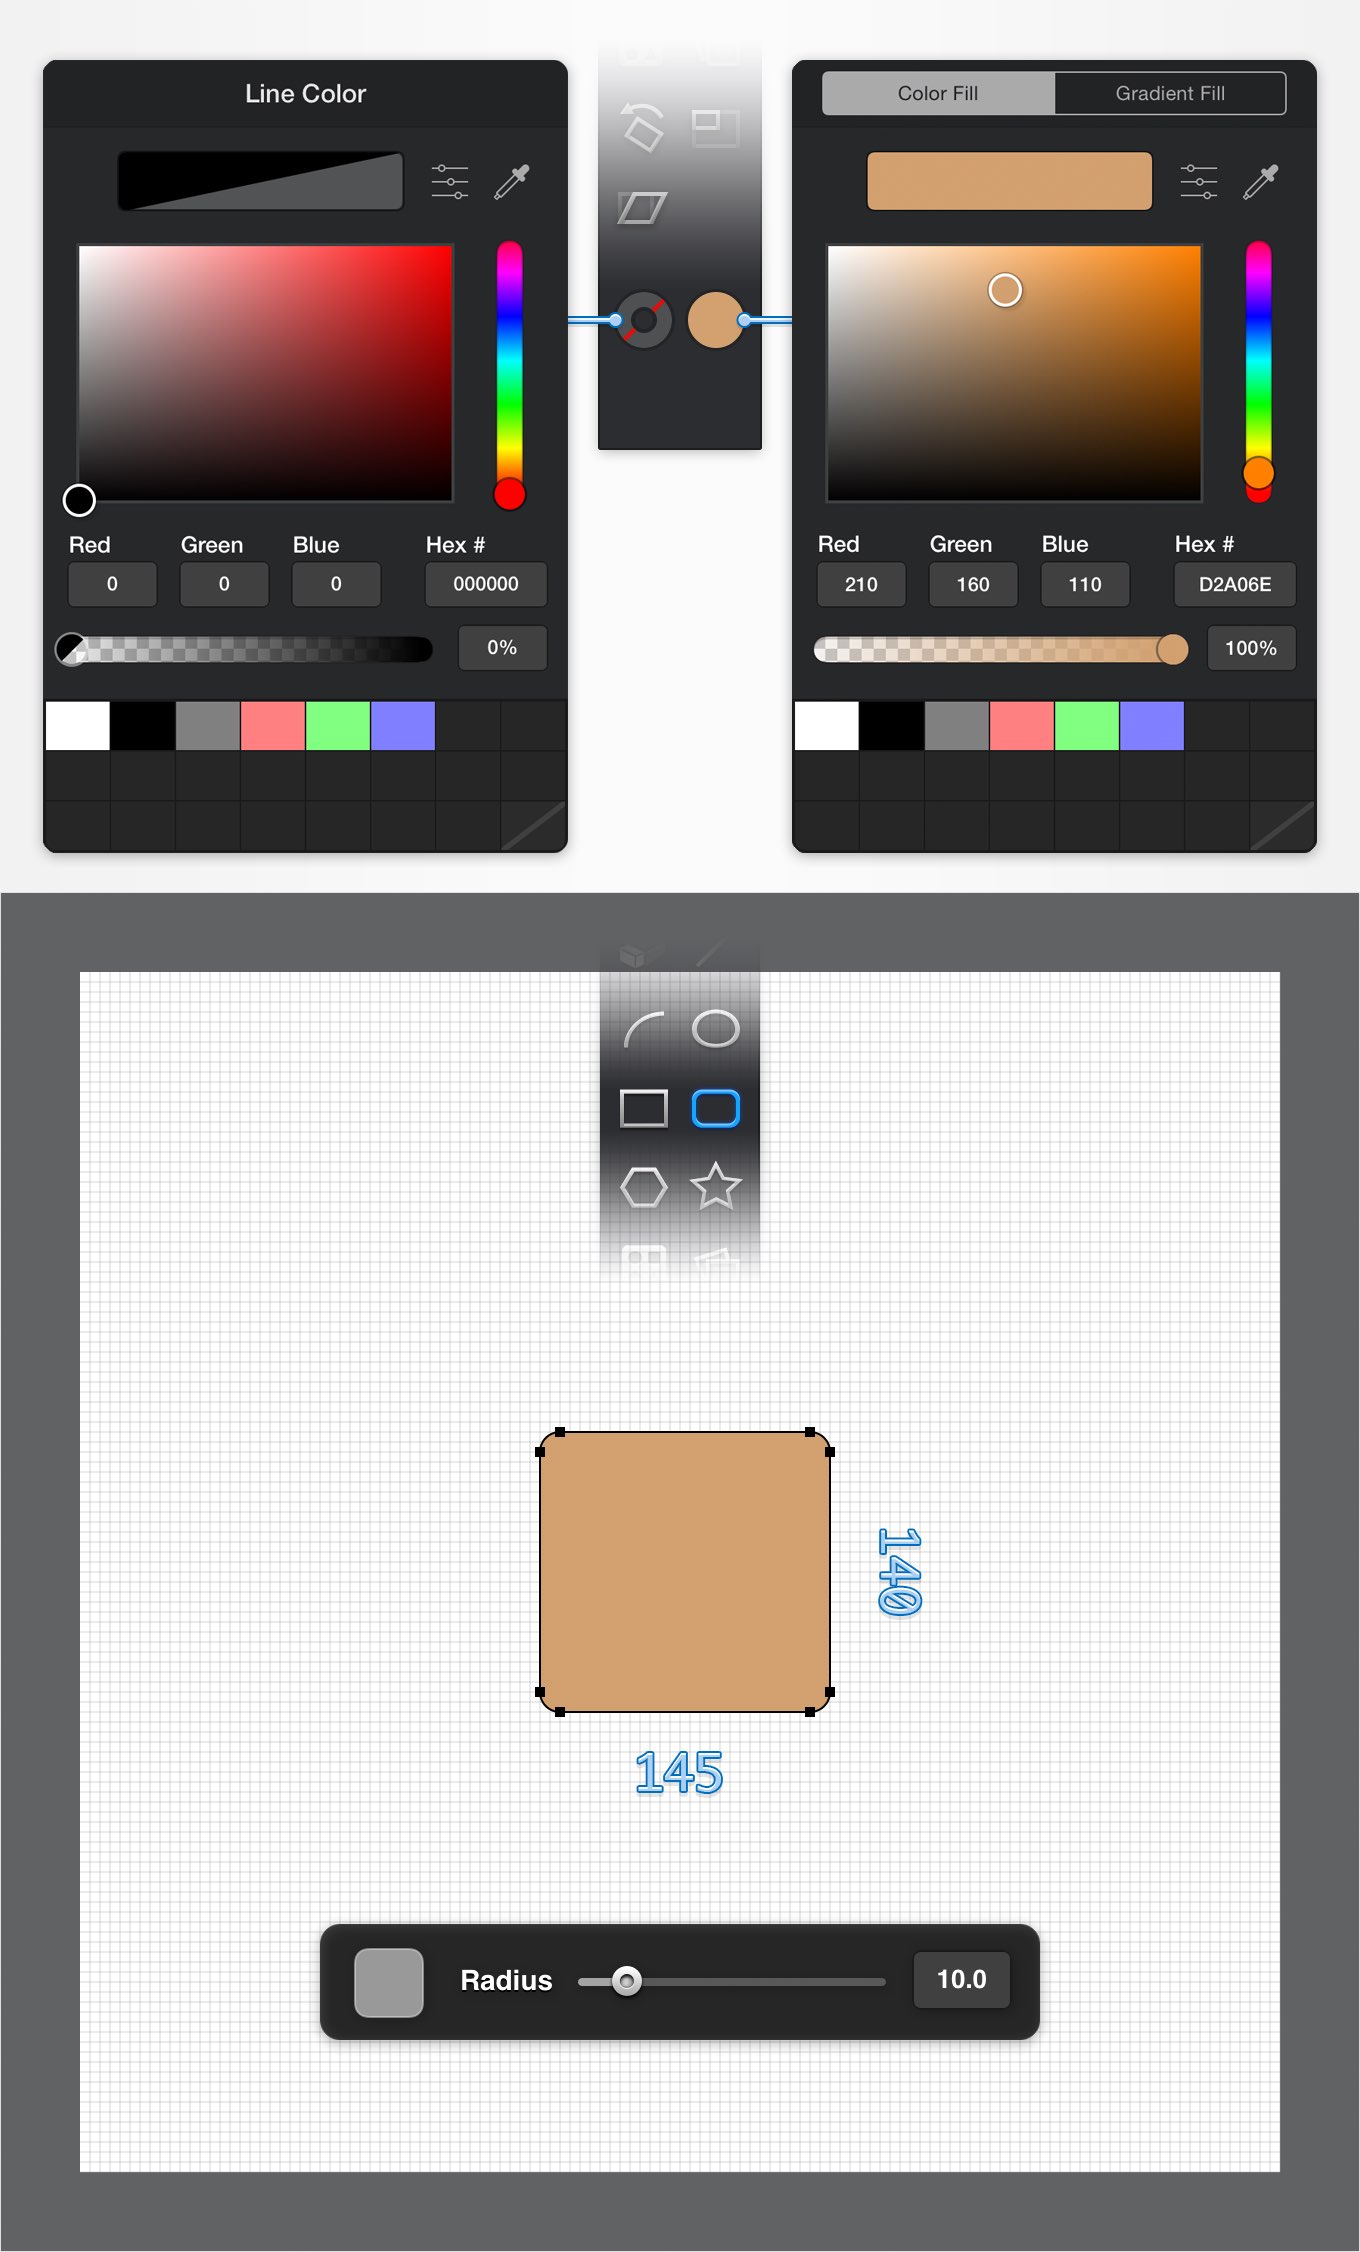 Line Color
Red Green Blue Hex #
0 0 0 000000
0%
Color Fill Gradient Fill
Red Green Blue Hex #
210 160 110 D2A06E
100%
140
145
Radius 10.0